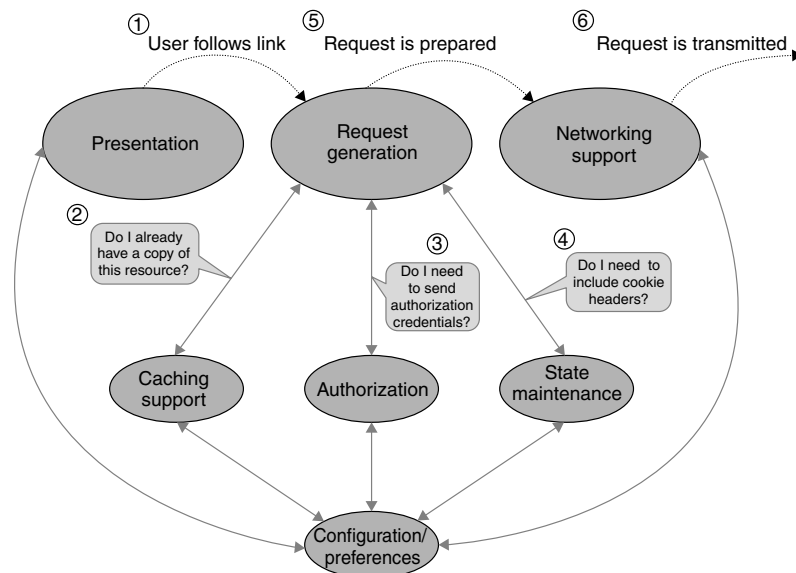 ①
User follows link
⑤
Request is prepared
⑥
Request is transmitted
Presentation
Request
generation
Networking
support
②
Do I already
have a copy of
this resource?
③
Do I need
to send
authorization
credentials?
④
Do I need to
include cookie
headers?
Caching
support
Authorization
State
maintenance
Configuration/
preferences